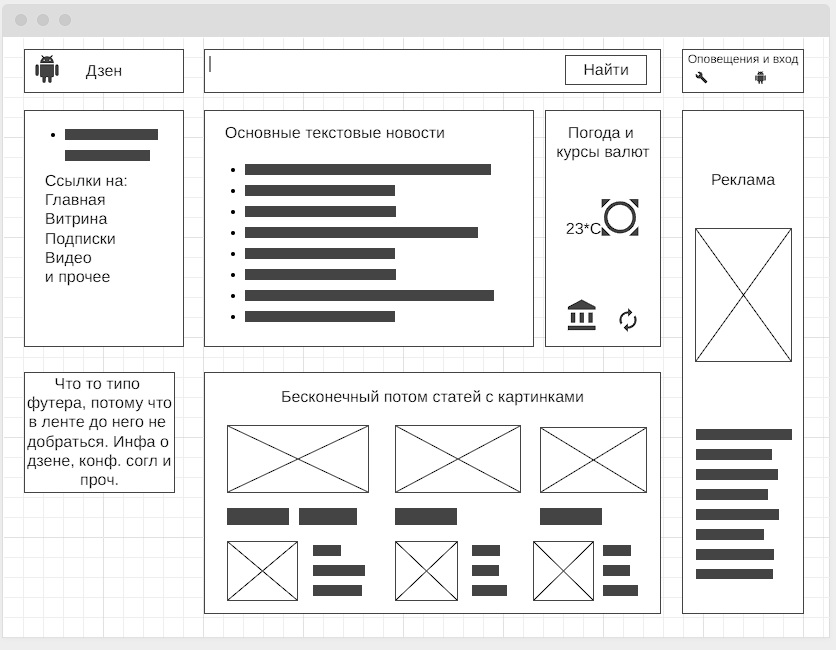 Дзен
Найти
Оповещения и вход
Ссылки на:
Главная
Витрина
Подписки
Видео
и прочее
Основные текстовые новости
Погода и
курсы валют
23*C
Реклама
Что то типо
футера, потому что
в ленте до него не
добраться. Инфа о
дзене, конф. согл и
проч.
Бесконечный потом статей с картинками